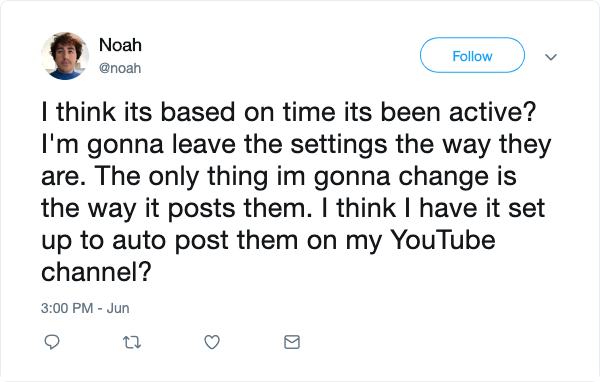 Noah
@noah
Follow
I think its based on time its been active?
I'm gonna leave the settings the way they
are. The only thing im gonna change is
the way it posts them. I think I have it set
up to auto post them on my YouTube
channel?
3:00 PM - Jun